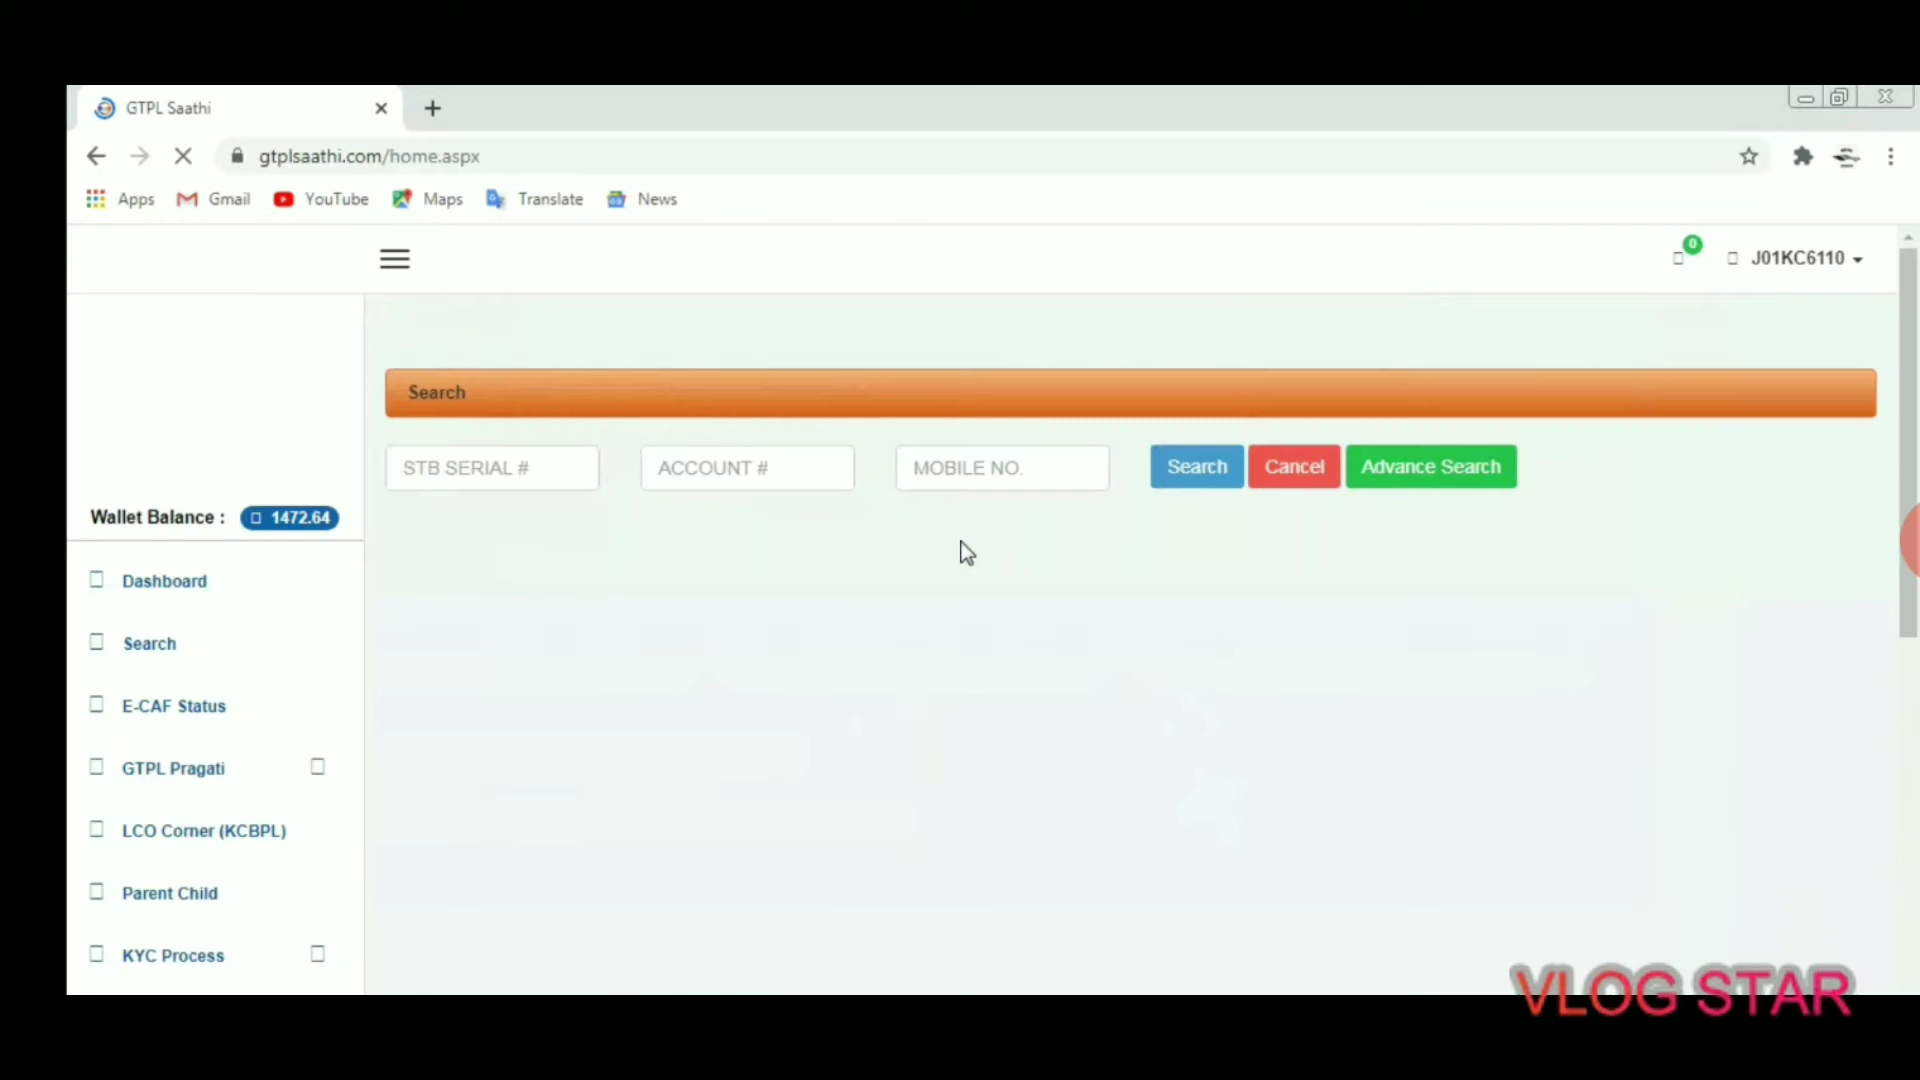 GTPL Saathi
gtplsaathi.com/home.aspx
Apps Gmail YouTube Maps Translate News
0
J01KC6110
Search
STB SERIAL # ACCOUNT # MOBILE NO. Search Cancel Advance Search
Wallet Balance : 1472.64
Dashboard
Search
E-CAF Status
GTPL Pragati
LCO Corner (KCBPL)
Parent Child
KYC Process
VLOG STAR